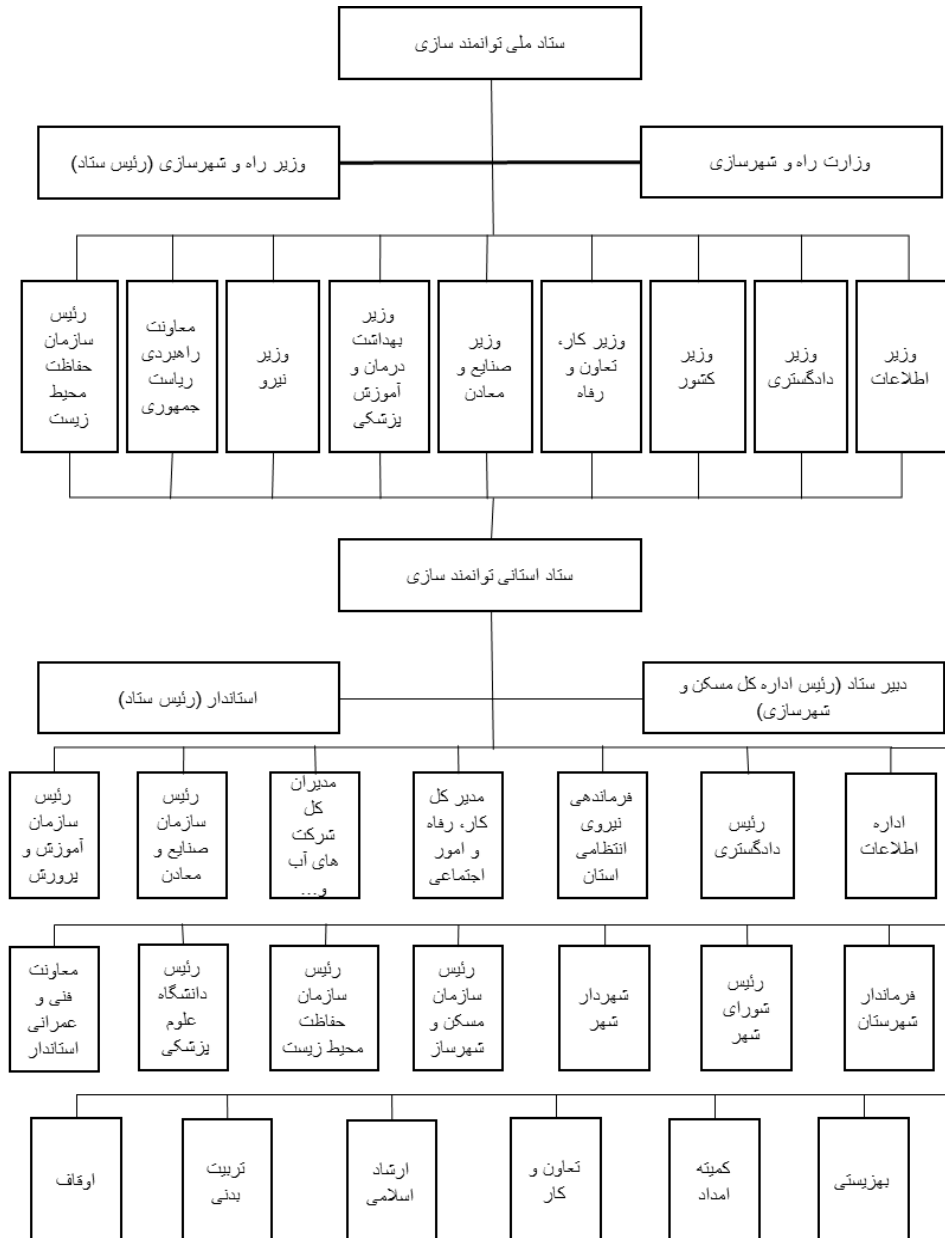 ستاد ملی توانمند سازی
وزارت راه و شهرسازی
وزیر راه و شهرسازی (رئیس ستاد)
وزیر
اطلاعات
وزیر
دادگستری
وزیر
کشور
وزیر کار،
تعاون و
رفاه
وزیر
صنایع و
معادن
وزیر
بهداشت
درمان و
آموزش
پزشکی
وزیر
نیرو
معاونت
راهبردی
ریاست
جمهوری
رئیس
سازمان
حفاظت
محیط
زیست
ستاد استانی توانمند سازی
دبیر ستاد (رئیس اداره کل مسکن و
شهرسازی)
استاندار (رئیس ستاد)
اداره
اطلاعات
رئیس
دادگستری
فرماندهی
نیروی
انتظامی
استان
مدیر کل
کار، رفاه
و امور
اجتماعی
مدیران
کل
شرکت
های آب
و...
رئیس
سازمان
صنایع و
معادن
رئیس
سازمان
آموزش و
پرورش
فرماندار
شهرستان
رئیس
شورای
شهر
شهردار
شهر
رئیس
سازمان
مسکن و
شهرساز
رئیس
سازمان
حفاظت
محیط زیست
رئیس
دانشگاه
علوم
پزشکی
معاونت
فنی و
عمرانی
استاندار
بهزیستی
کمیته
امداد
تعاون و
کار
ارشاد
اسلامی
تربیت
بدنی
اوقاف